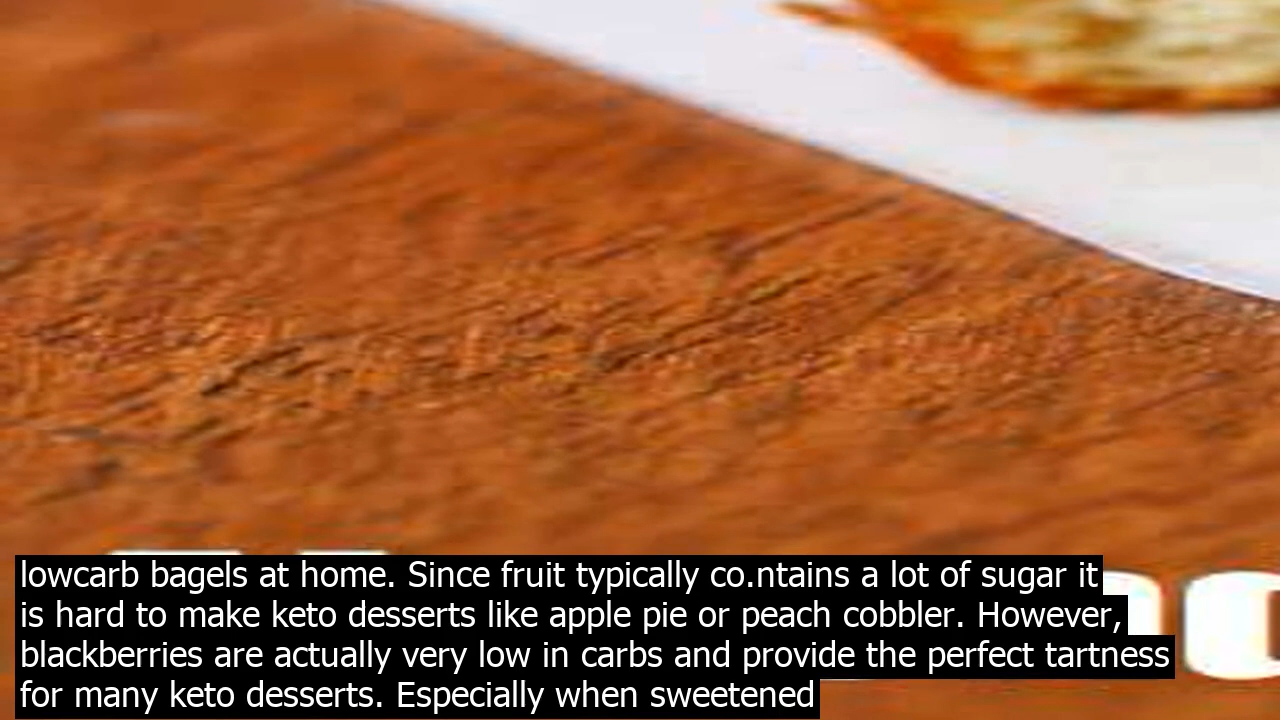 lowcarb bagels at home. Since fruit typically co.ntains a lot of sugar it
is hard to make keto desserts like apple pie or peach cobbler. However,
blackberries are actually very low in carbs and provide the perfect tartness
for many keto desserts. Especially when sweetened